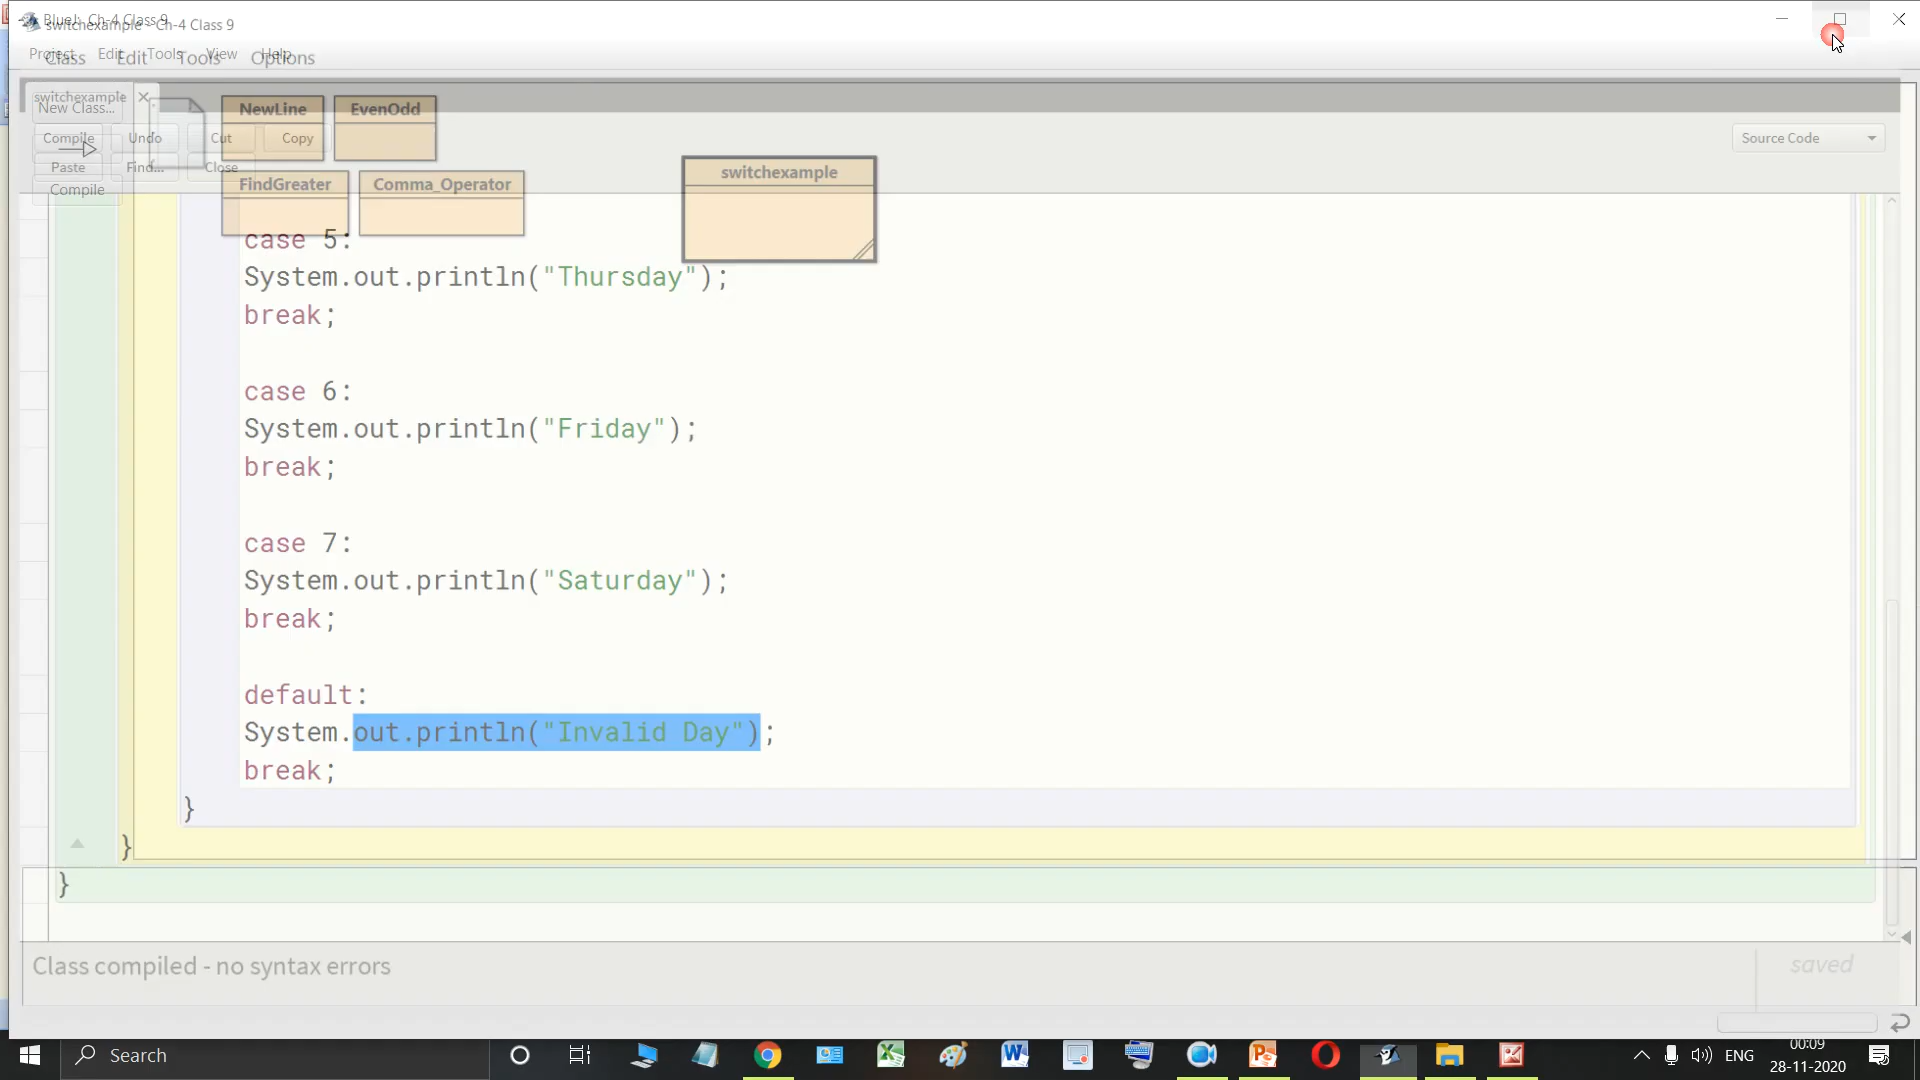 BlueJ: Ch-4 Class 9
switchexample - Ch-4 Class 9
Project Edit Tools View Help
Class Edit Tools Options
switchexample
New Class...
NewLine EvenOdd
Compile Undo Cut Copy
Source Code
Paste Find... Close
switchexample
FindGreater Comma_Operator
Compile
case 5:
System.out.println("Thursday");
break;
case 6:
System.out.println("Friday");
break;
case 7:
System.out.println("Saturday");
break;
default:
System.out.println("Invalid Day");
break;
}
}
}
Class compiled - no syntax errors
saved
Search
ENG
00:09
28-11-2020